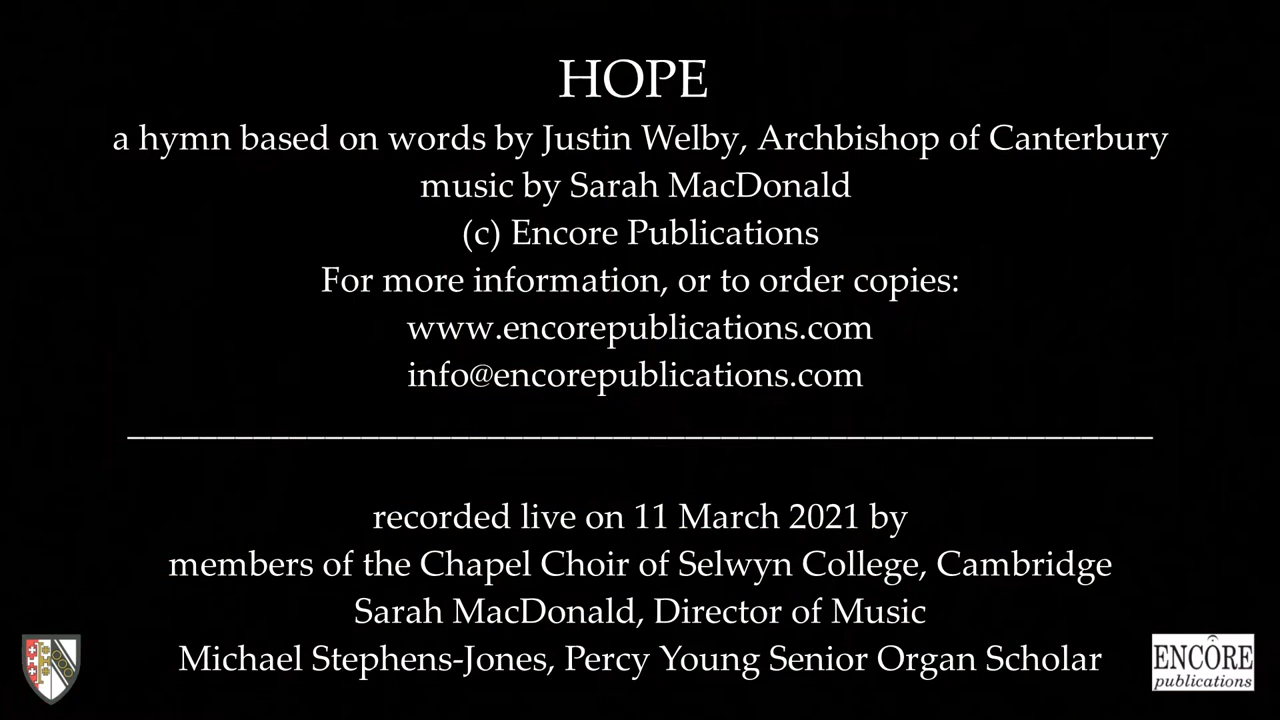 HOPE
a hymn based on words by Justin Welby, Archbishop of Canterbury
music by Sarah MacDonald
(c) Encore Publications
For more information, or to order copies:
www.encorepublications.com
info@encorepublications.com
recorded live on 11 March 2021 by
members of the Chapel Choir of Selwyn College, Cambridge
Sarah MacDonald, Director of Music
Michael Stephens-Jones, Percy Young Senior Organ Scholar
ENCORE
publications